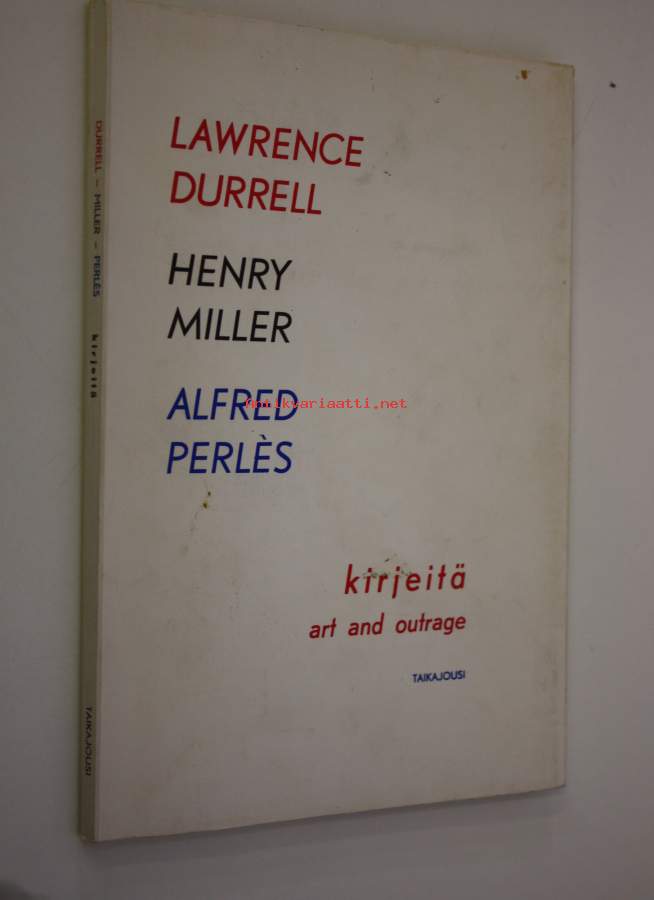 LAWRENCE
DURRELL
HENRY
MILLER
ALFRED
PERLÈS
Antikvariaatti.net
kirjeitä
art and outrage
TAIKAJOUSI
DURRELL – MILLER – PERLÈS kirjeitä TAIKAJOUSI